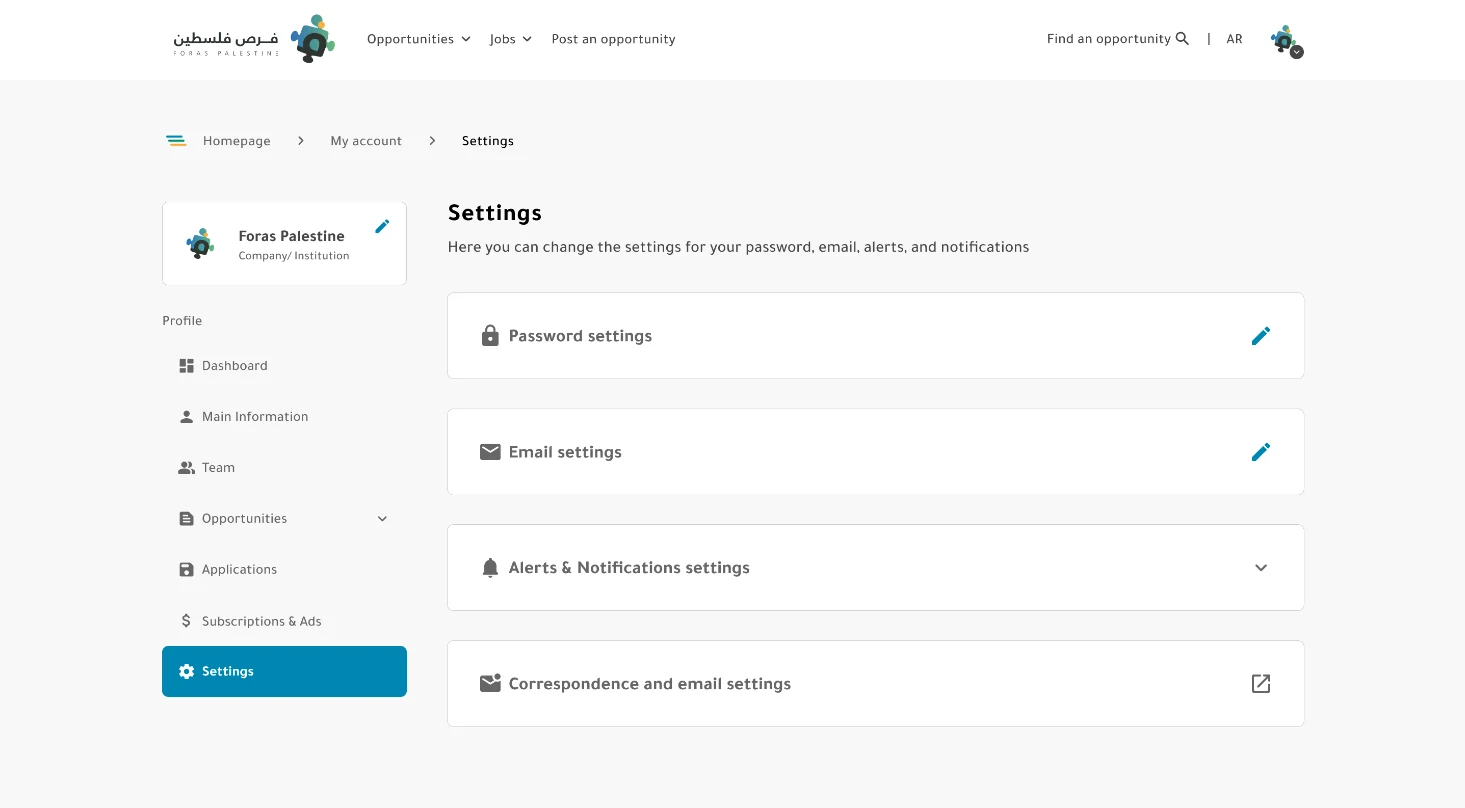 فـرص فلسطين
FORAS PALESTINE
Opportunities
Jobs
Post an opportunity
Find an opportunity
|
AR
Homepage
My account
Settings
Foras Palestine
Company/ Institution
Profile
Dashboard
Main Information
Team
Opportunities
Applications
Subscriptions & Ads
Settings
Settings
Here you can change the settings for your password, email, alerts, and notifications
Password settings
Email settings
Alerts & Notifications settings
Correspondence and email settings